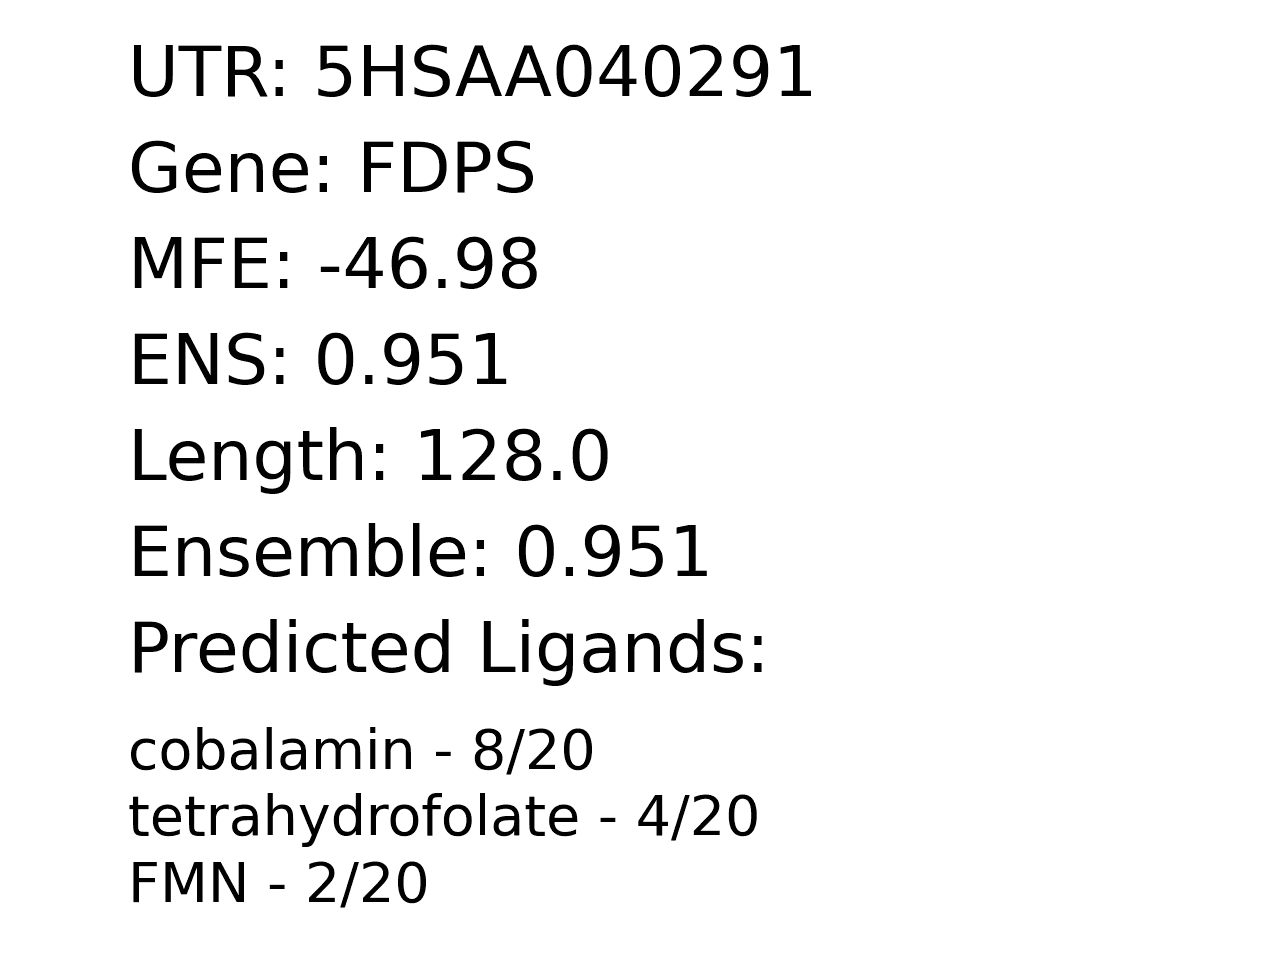 UTR: 5HSAA040291
Gene: FDPS
MFE: -46.98
ENS: 0.951
Length: 128.0
Ensemble: 0.951
Predicted Ligands:
cobalamin - 8/20
tetrahydrofolate - 4/20
FMN - 2/20